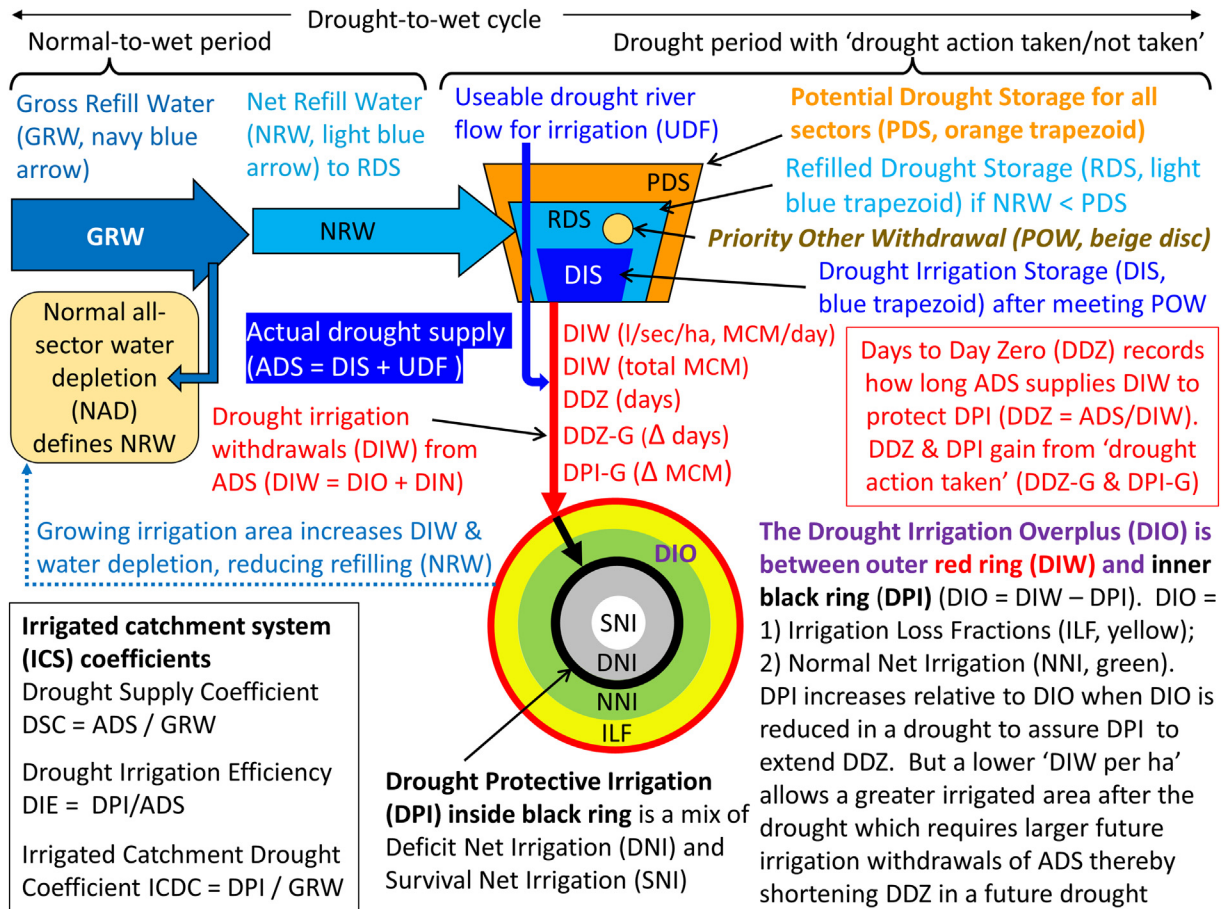 Drought-to-wet cycle
Normal-to-wet period
Drought period with ‘drought action taken/not taken’
Gross Refill Water
(GRW, navy blue
arrow)
Net Refill Water
(NRW, light blue
arrow) to RDS
Useable drought river
flow for irrigation (UDF)
Potential Drought Storage for all
sectors (PDS, orange trapezoid)
PDS
Refilled Drought Storage (RDS, light
blue trapezoid) if NRW < PDS
RDS
GRW
NRW
Priority Other Withdrawal (POW, beige disc)
DIS
Drought Irrigation Storage (DIS,
blue trapezoid) after meeting POW
Normal all-
sector water
depletion
(NAD)
defines NRW
Actual drought supply
(ADS = DIS + UDF )
DIW (l/sec/ha, MCM/day)
DIW (total MCM)
DDZ (days)
DDZ-G (Δ days)
DPI-G (Δ MCM)
Days to Day Zero (DDZ) records
how long ADS supplies DIW to
protect DPI (DDZ = ADS/DIW).
DDZ & DPI gain from ‘drought
action taken’ (DDZ-G & DPI-G)
Drought irrigation
withdrawals (DIW) from
ADS (DIW = DIO + DIN)
Growing irrigation area increases DIW &
water depletion, reducing refilling (NRW)
DIO
SNI
DNI
NNI
ILF
The Drought Irrigation Overplus (DIO) is
between outer red ring (DIW) and inner
black ring (DPI) (DIO = DIW – DPI). DIO =
1) Irrigation Loss Fractions (ILF, yellow);
2) Normal Net Irrigation (NNI, green).
DPI increases relative to DIO when DIO is
reduced in a drought to assure DPI to
extend DDZ. But a lower ‘DIW per ha’
allows a greater irrigated area after the
drought which requires larger future
irrigation withdrawals of ADS thereby
shortening DDZ in a future drought
Irrigated catchment system
(ICS) coefficients
Drought Supply Coefficient
DSC = ADS / GRW
Drought Irrigation Efficiency
DIE = DPI/ADS
Irrigated Catchment Drought
Coefficient ICDC = DPI / GRW
Drought Protective Irrigation
(DPI) inside black ring is a mix of
Deficit Net Irrigation (DNI) and
Survival Net Irrigation (SNI)